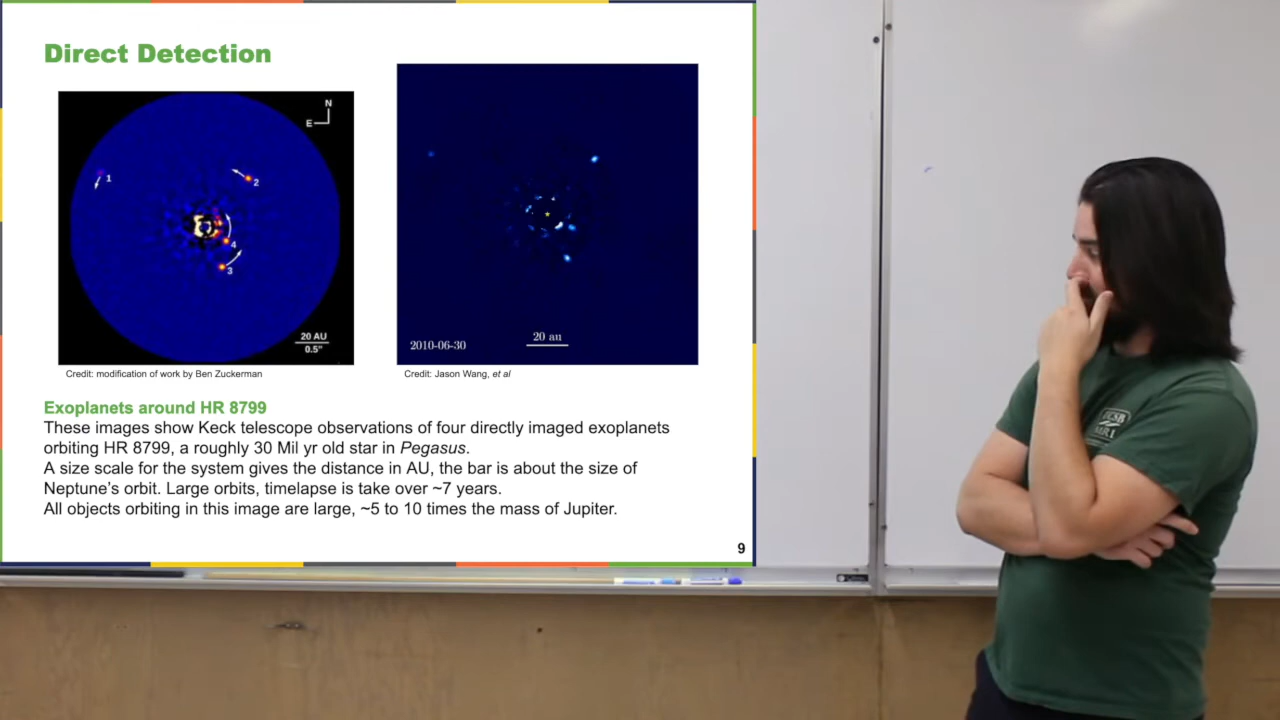 Direct Detection
N
E
1
2
4
3
20 AU
0.5"
2010-06-30
20 au
Credit: modification of work by Ben Zuckerman
Credit: Jason Wang, et al
Exoplanets around HR 8799
These images show Keck telescope observations of four directly imaged exoplanets
orbiting HR 8799, a roughly 30 Mil yr old star in Pegasus.
A size scale for the system gives the distance in AU, the bar is about the size of
Neptune's orbit. Large orbits, timelapse is take over ~7 years.
All objects orbiting in this image are large, ~5 to 10 times the mass of Jupiter.
9
UCSB
MRL